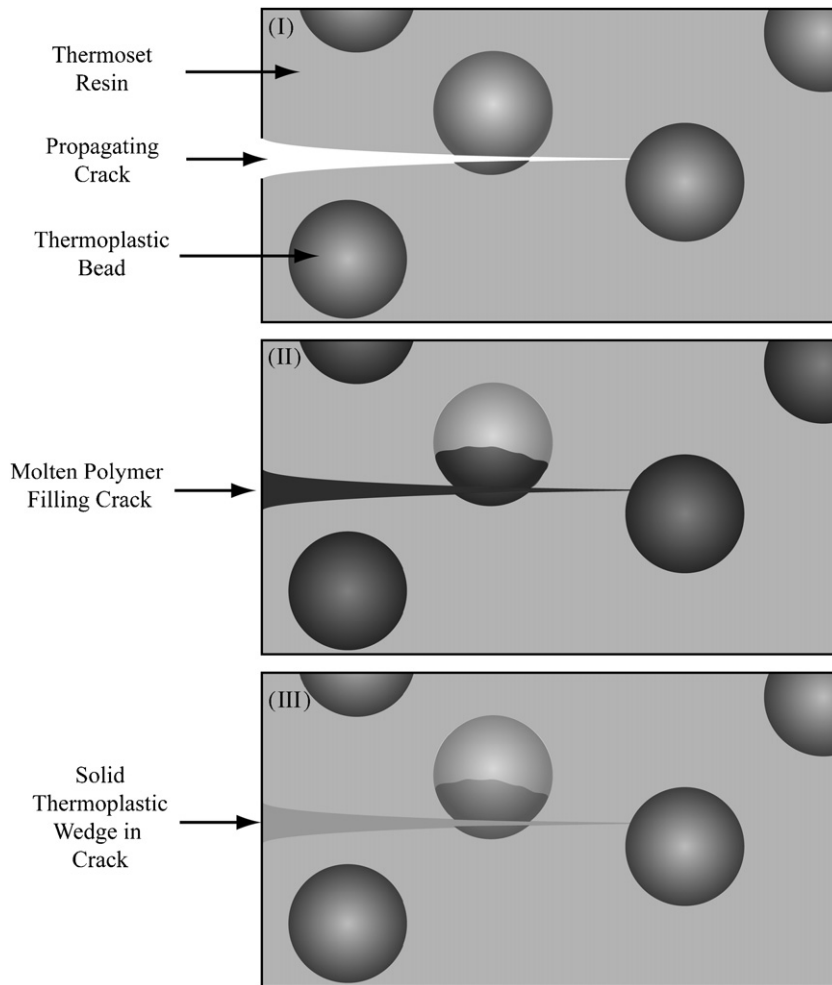 (I)
Thermoset
Resin
Propagating
Crack
Thermoplastic
Bead
(II)
Molten Polymer
Filling Crack
(III)
Solid
Thermoplastic
Wedge in
Crack